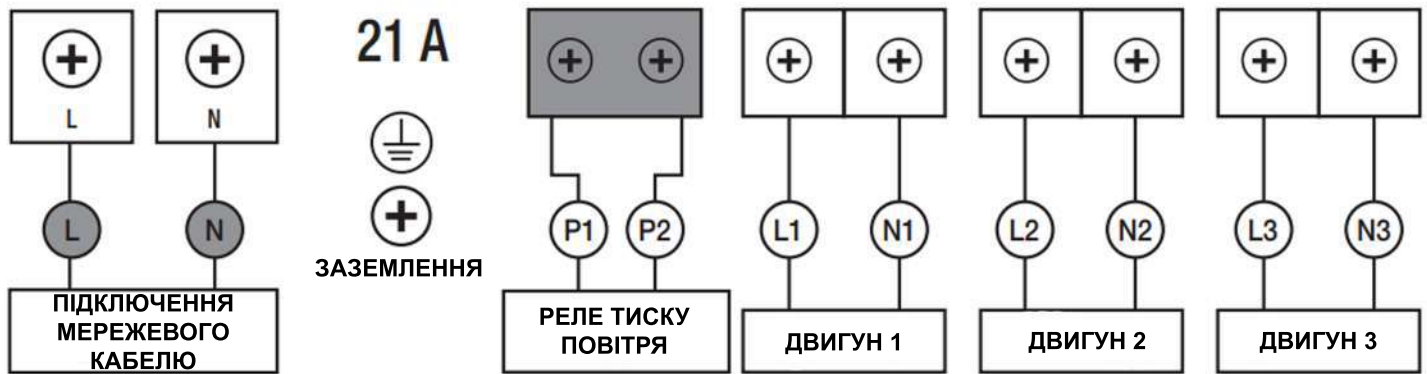 21 A
L
N
L
N
P1
P2
L1
N1
L2
N2
L3
N3
ЗАЗЕМЛЕННЯ
ПІДКЛЮЧЕННЯ
МЕРЕЖЕВОГО
КАБЕЛЮ
РЕЛЕ ТИСКУ
ПОВІТРЯ
ДВИГУН 1
ДВИГУН 2
ДВИГУН 3